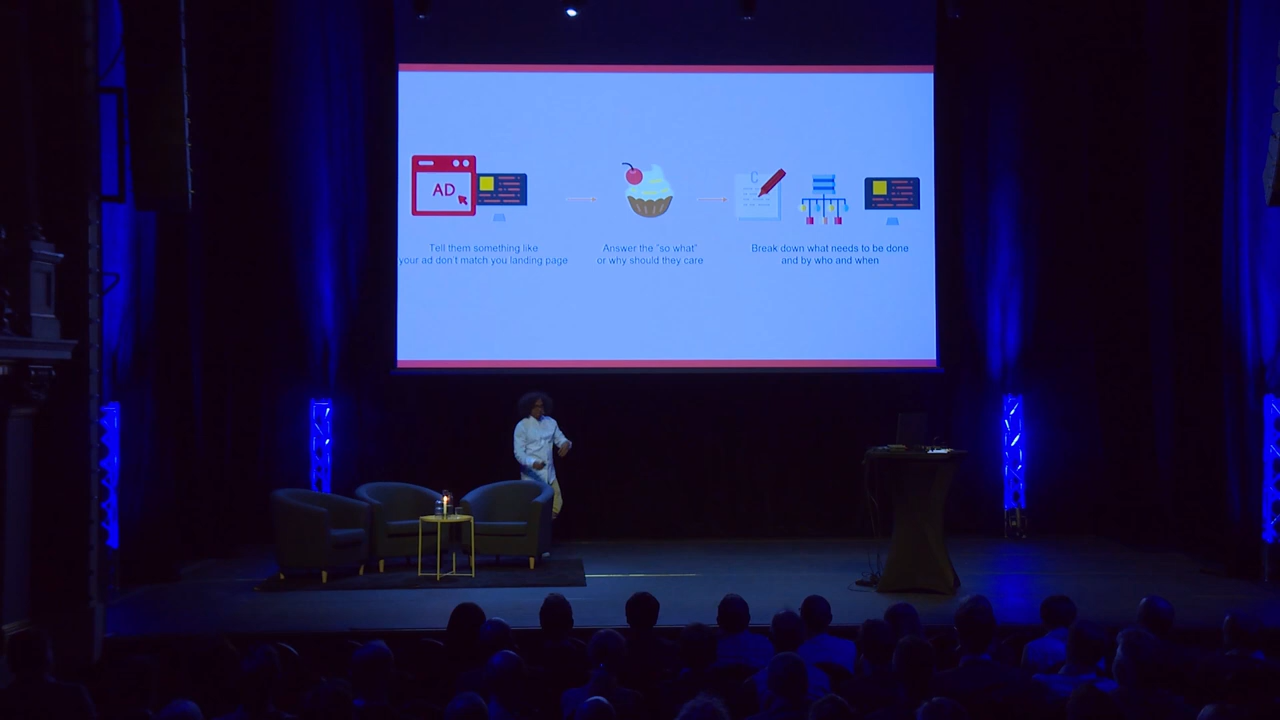 AD
C
Tell them something like
your ad don't match you landing page
Answer the "so what"
or why should they care
Break down what needs to be done
and by who and when